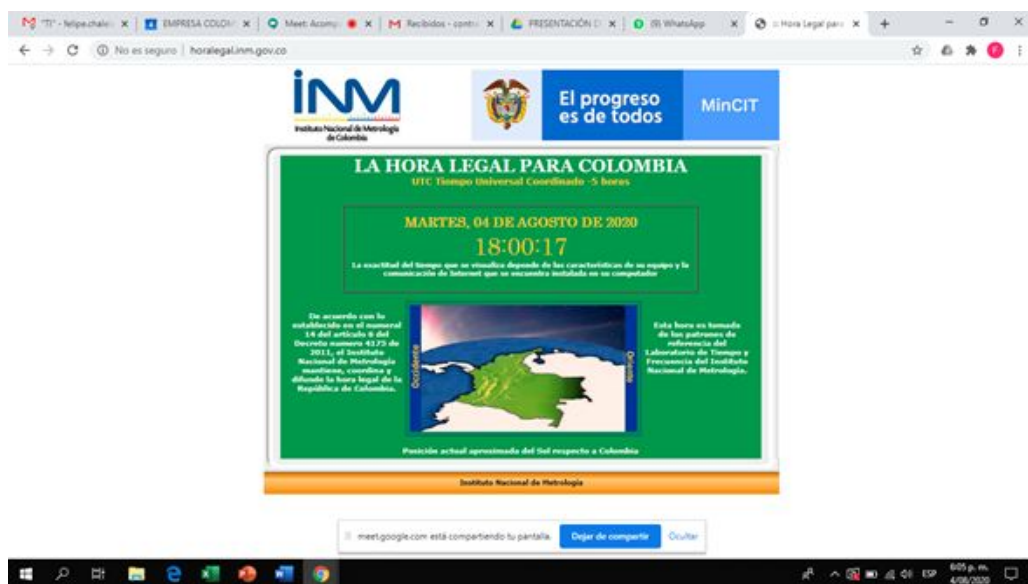 "TI" - felipe.chale
EMPRESA COLOM
Meet: Acomp
Recibidos - contr
PRESENTACIÓN D
(9) WhatsApp
:: Hora Legal para
No es seguro | horalegal.inm.gov.co
INM
Instituto Nacional de Metrología
de Colombia
El progreso
es de todos
MinCIT
LA HORA LEGAL PARA COLOMBIA
UTC Tiempo Universal Coordinado -5 horas
MARTES, 04 DE AGOSTO DE 2020
18:00:17
La exactitud del tiempo que se visualiza depende de las características de su equipo y la
comunicación de Internet que se encuentra instalada en su computador
De acuerdo con lo
establecido en el numeral
14 del artículo 6 del
Decreto numero 4175 de
2011, el Instituto
Nacional de Metrología
mantiene, coordina y
difunde la hora legal de la
República de Colombia.
Occidente
Oriente
Esta hora es tomada
de los patrones de
referencia del
Laboratorio de Tiempo y
Frecuencia del Instituto
Nacional de Metrología.
Posición actual aproximada del Sol respecto a Colombia
Instituto Nacional de Metrología
meet.google.com está compartiendo tu pantalla.
Dejar de compartir
Ocultar
ESP
6:05 p. m.
4/08/2020